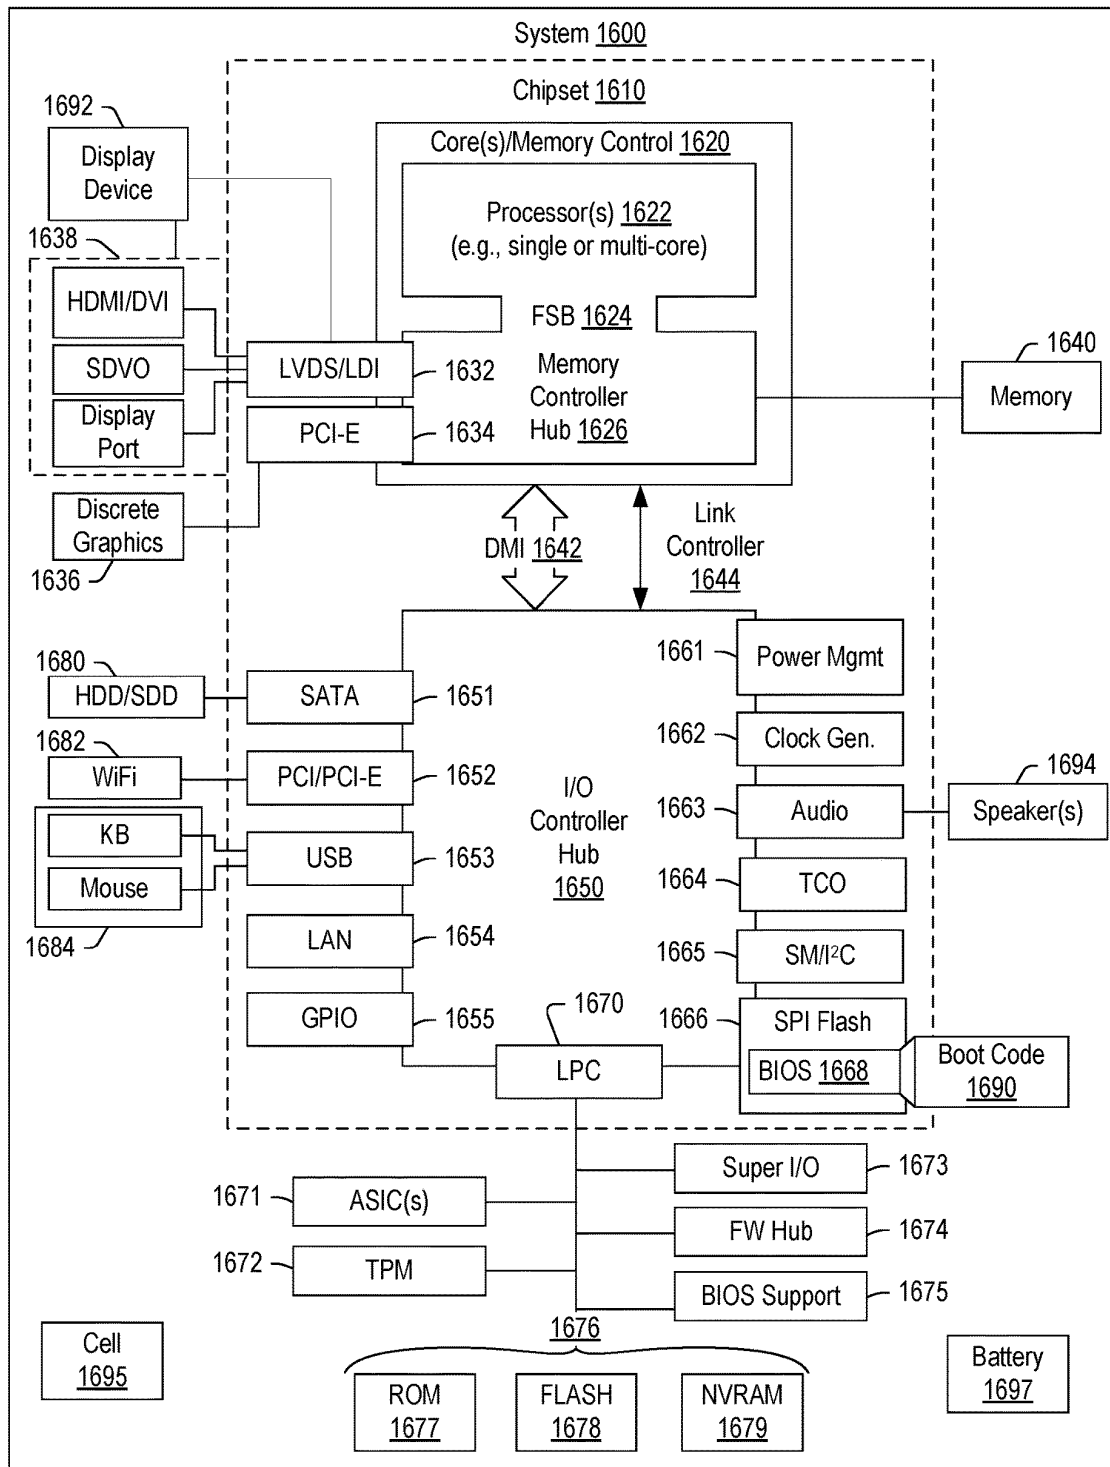 System 1600
Chipset 1610
1692
Display
Device
Core(s)/Memory Control 1620
Processor(s) 1622
(e.g., single or multi-core)
1638
HDMI/DVI
SDVO
Display
Port
FSB 1624
LVDS/LDI
1632
PCI-E
1634
Memory
Controller
Hub 1626
1640
Memory
Discrete
Graphics
1636
DMI 1642
Link
Controller
1644
1680
HDD/SDD
SATA
1651
1682
WiFi
PCI/PCI-E
1652
KB
Mouse
1684
USB
1653
LAN
1654
GPIO
1655
I/O
Controller
Hub
1650
1661
Power Mgmt
1662
Clock Gen.
1663
Audio
1694
Speaker(s)
1664
TCO
1665
SM/I²C
1666
SPI Flash
BIOS 1668
Boot Code
1690
1670
LPC
1671
ASIC(s)
1672
TPM
Super I/O
1673
FW Hub
1674
BIOS Support
1675
Cell
1695
1676
ROM
1677
FLASH
1678
NVRAM
1679
Battery
1697